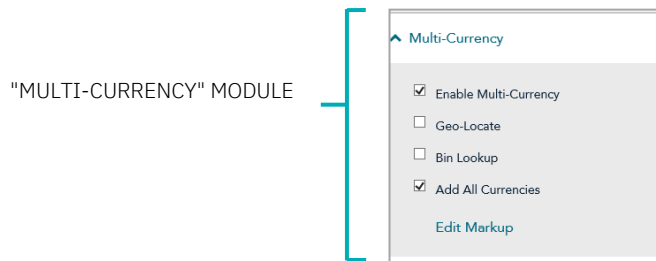 "MULTI-CURRENCY" MODULE
Multi-Currency
Enable Multi-Currency
Geo-Locate
Bin Lookup
Add All Currencies
Edit Markup